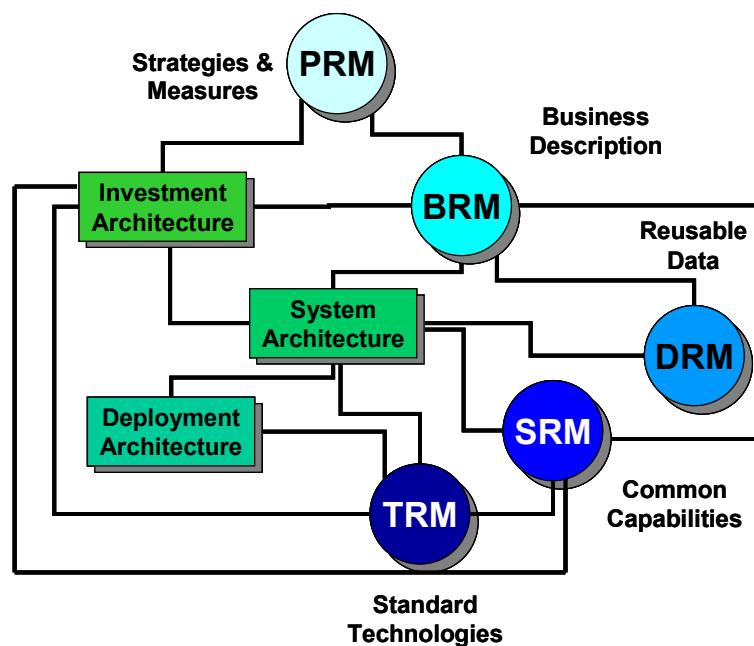 PRM
Strategies &
Measures
Business
Description
Investment
Architecture
BRM
Reusable
Data
System
Architecture
DRM
Deployment
Architecture
SRM
TRM
Common
Capabilities
Standard
Technologies